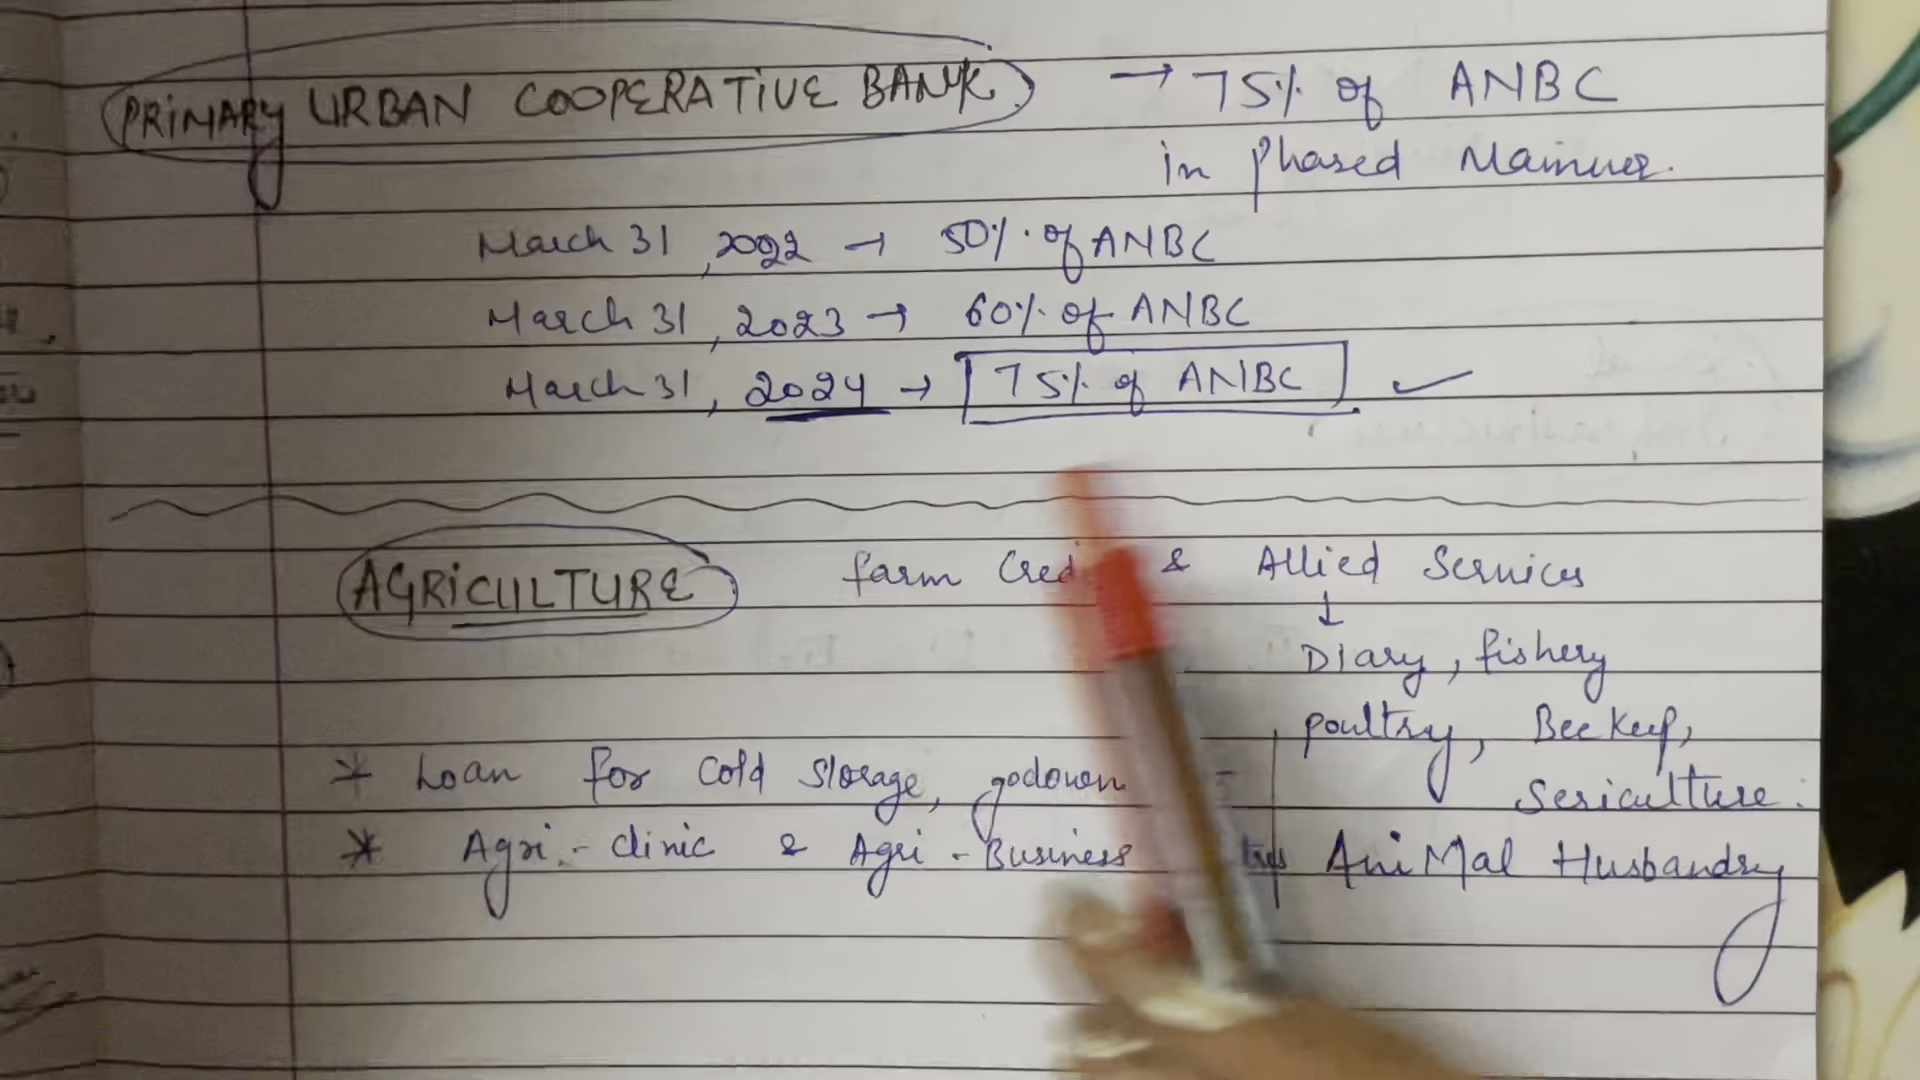 PRIMARY URBAN COOPERATIVE BANK → 75% of ANBC
in phased Manner.
March 31, 2022 → 50% of ANBC
March 31, 2023 → 60% of ANBC
March 31, 2024 → 75% of ANBC
AGRICULTURE farm & Allied Services
↓
Diary, fishery
poultry, Bee Keep,
* Loan for Cold Storage, godown
Sericulture.
* Agri-clinic & Agri-Business
Animal Husbandry